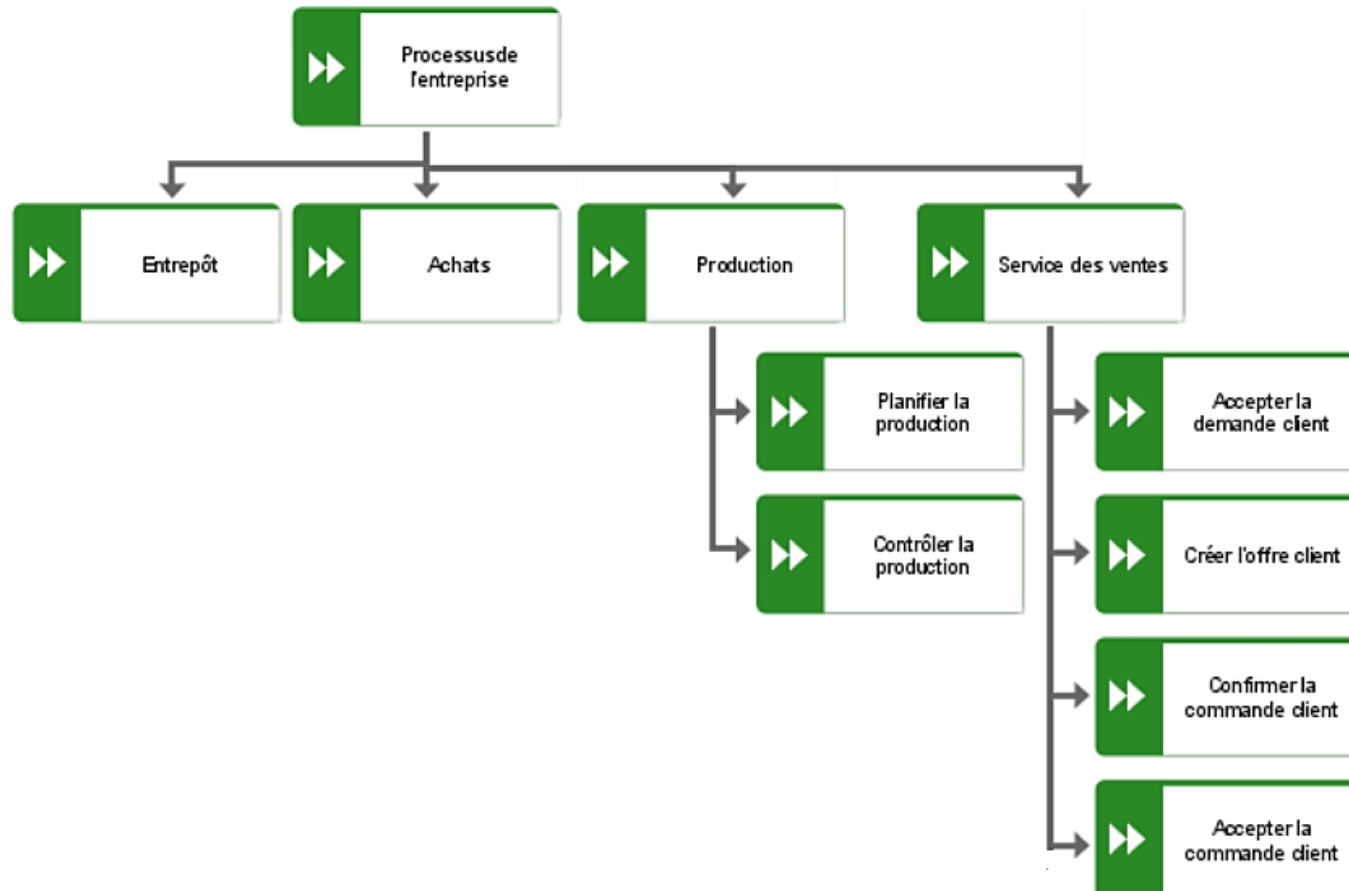 Processusde
l'entreprise
Entrepôt
Achats
Production
Service des ventes
Planifier la
production
Accepter la
demande client
Contrôler la
production
Créer l'offre client
Confirmer la
commande client
Accepter la
commande client